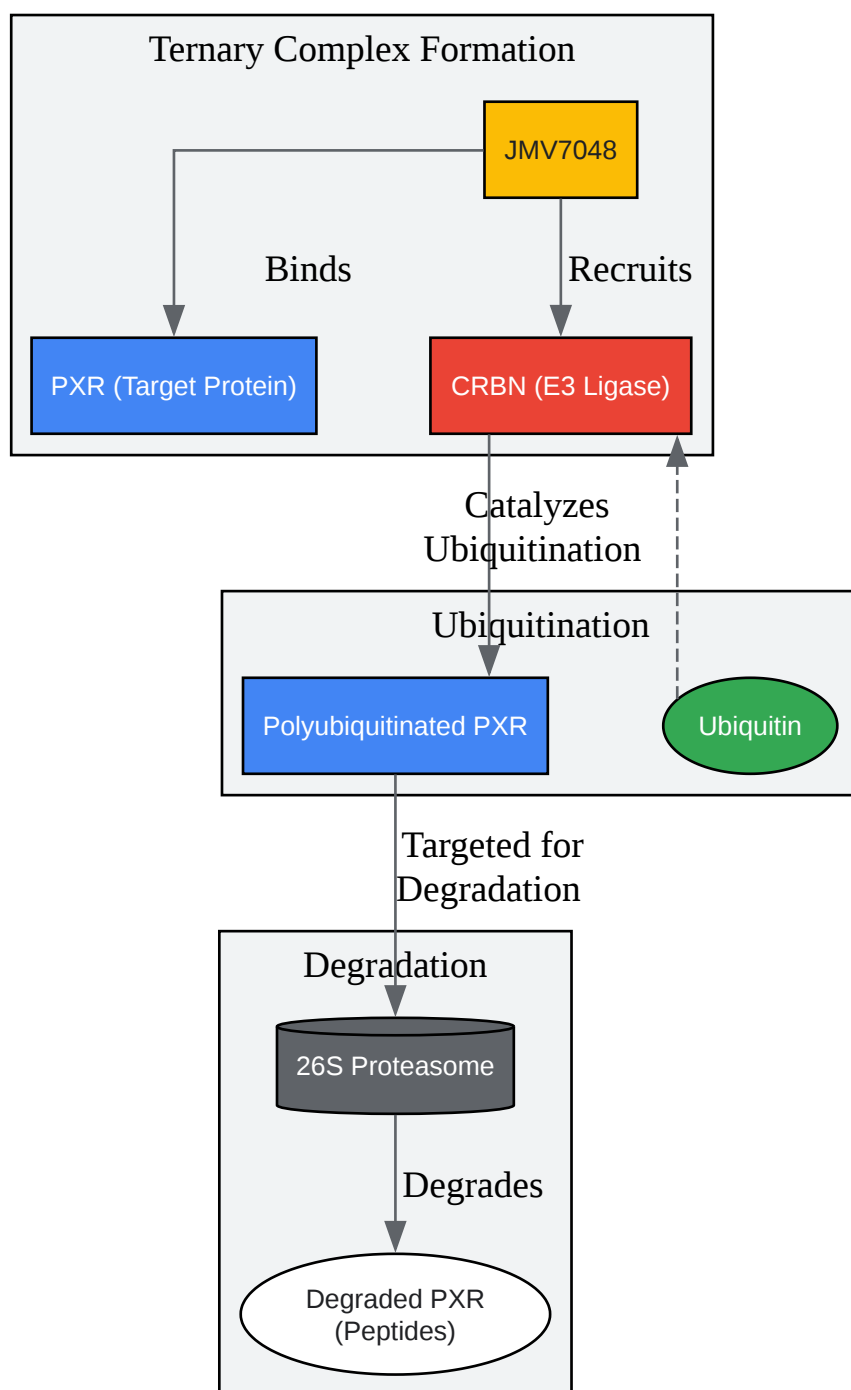 Ternary Complex Formation
JMV7048
Binds
Recruits
PXR (Target Protein)
CRBN (E3 Ligase)
Catalyzes
Ubiquitination
Ubiquitination
Polyubiquitinated PXR
Ubiquitin
Targeted for
Degradation
Degradation
26S Proteasome
Degrades
Degraded PXR
(Peptides)